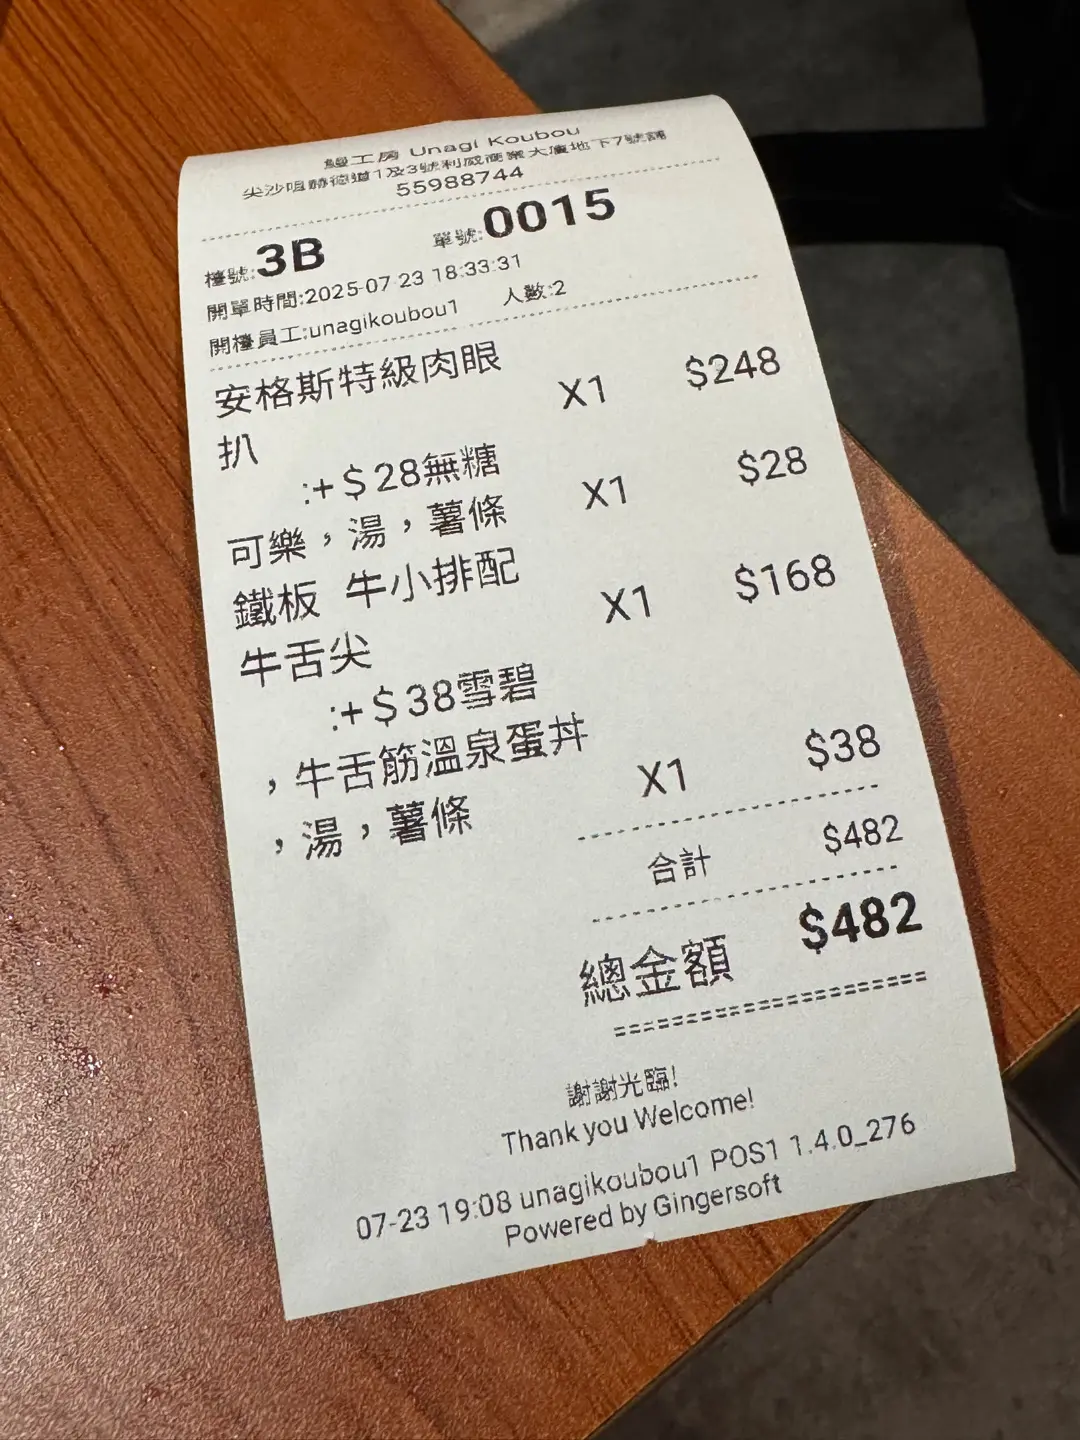 鰻工房 Unagi Koubou
尖沙咀赫德道1及3號利威商業大廈地下7號舖
55988744
檯號:3B 單號:0015
開單時間:2025-07-23 18:33:31
開檯員工:unagikoubou1 人數:2
安格斯特級肉眼扒 X1 $248
:+$28無糖
可樂，湯，薯條 X1 $28
鐵板 牛小排配
牛舌尖 X1 $168
:+$38雪碧
，牛舌筋溫泉蛋丼
，湯，薯條 X1 $38
合計 $482
總金額 $482
謝謝光臨!
Thank you Welcome!
07-23 19:08 unagikoubou1 POS1 1.4.0_276
Powered by Gingersoft